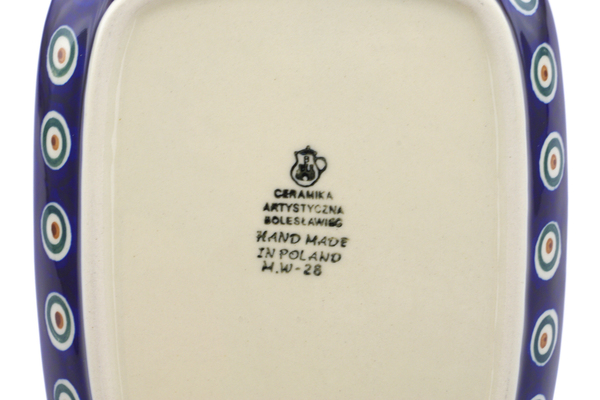 B
CERAMIKA
ARTYSTYCZNA
BOLESŁAWIEC
HAND MADE
IN POLAND
M.W-28